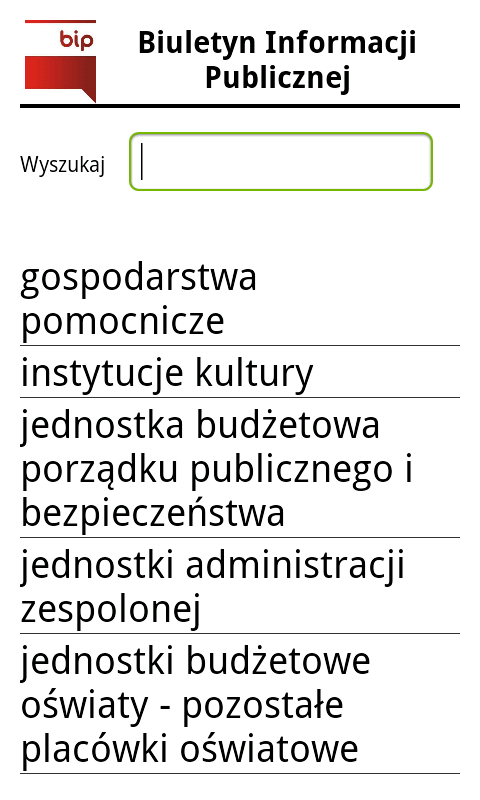 bip
Biuletyn Informacji
Publicznej
Wyszukaj
gospodarstwa
pomocnicze
instytucje kultury
jednostka budżetowa
porządku publicznego i
bezpieczeństwa
jednostki administracji
zespolonej
jednostki budżetowe
oświaty - pozostałe
placówki oświatowe